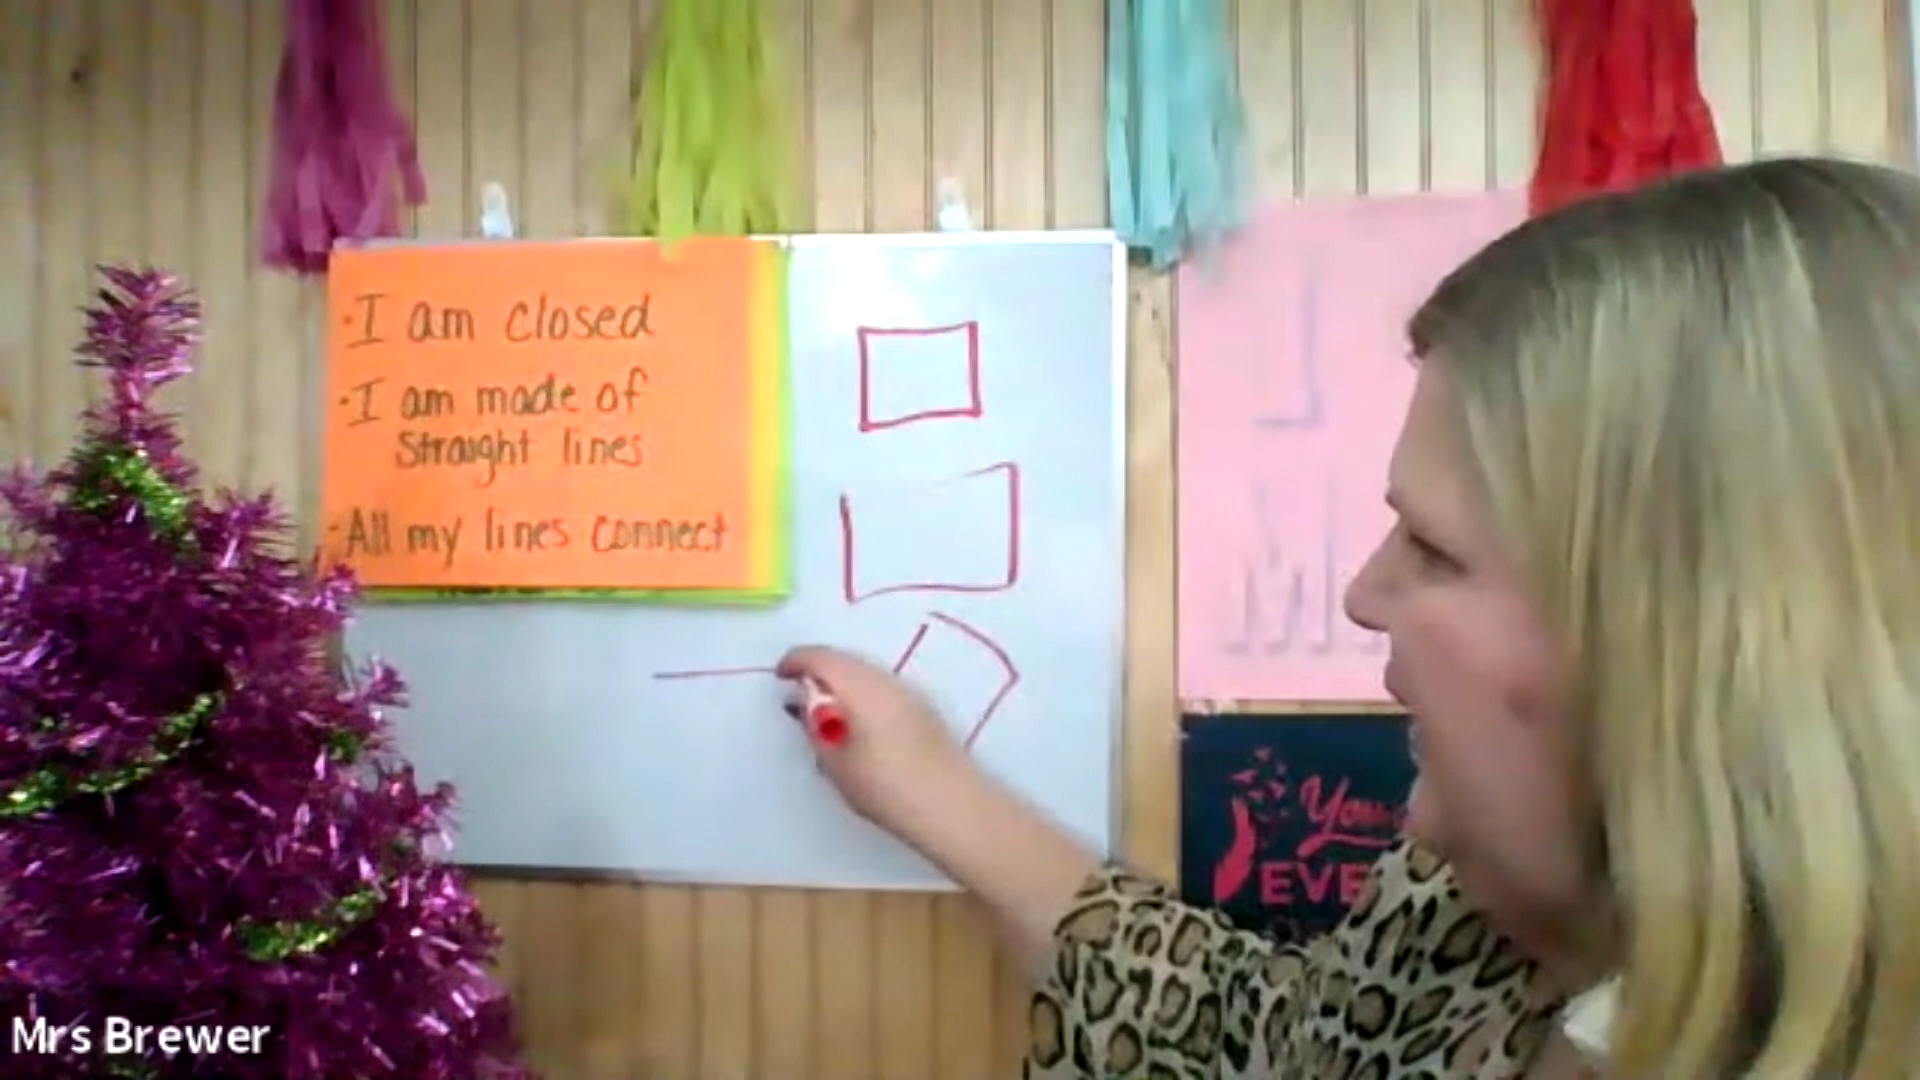 · I am closed
· I am made of
straight lines
· All my lines connect
EVE
Mrs Brewer